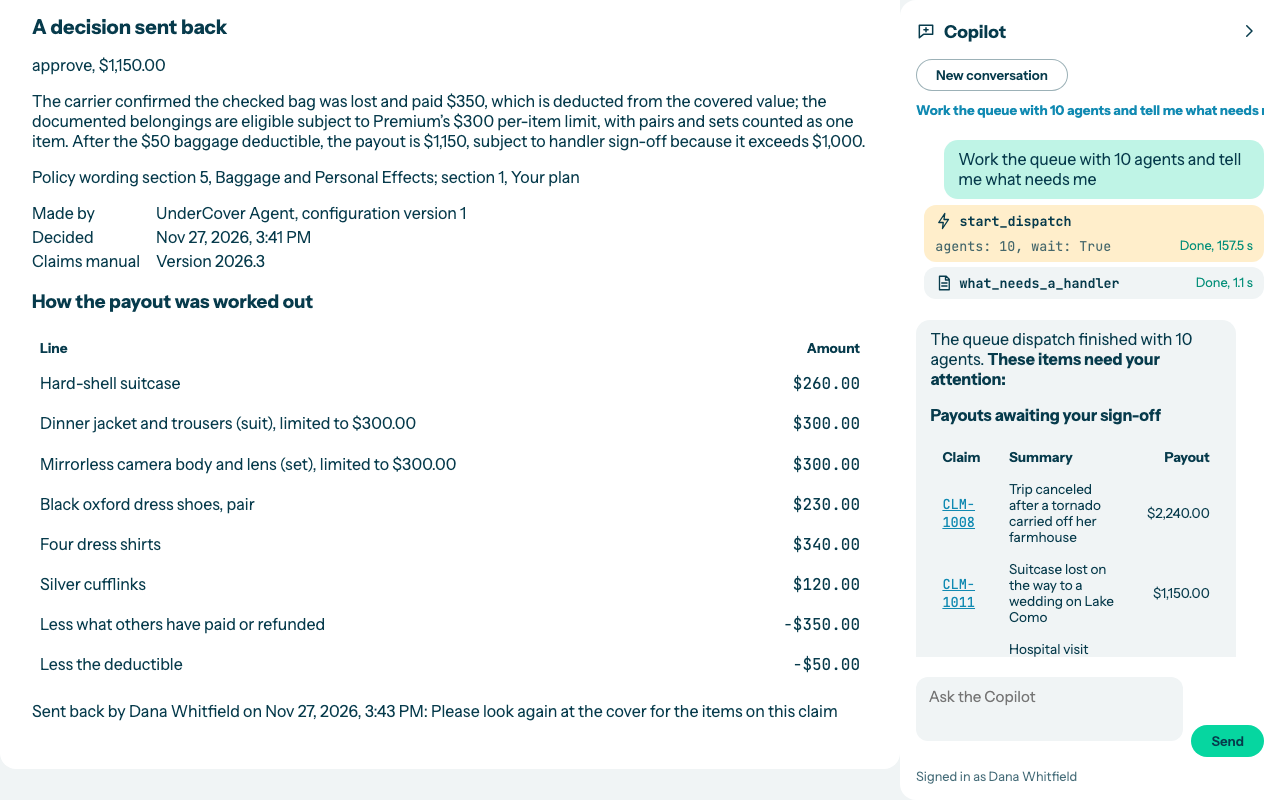 A decision sent back
approve, $1,150.00
The carrier confirmed the checked bag was lost and paid $350, which is deducted from the covered value; the
documented belongings are eligible subject to Premium's $300 per-item limit, with pairs and sets counted as one
item. After the $50 baggage deductible, the payout is $1,150, subject to handler sign-off because it exceeds $1,000.
Policy wording section 5, Baggage and Personal Effects; section 1, Your plan
Made by UnderCover Agent, configuration version 1
Decided Nov 27, 2026, 3:41 PM
Claims manual Version 2026.3
How the payout was worked out
Line Amount
Hard-shell suitcase $260.00
Dinner jacket and trousers (suit), limited to $300.00 $300.00
Mirrorless camera body and lens (set), limited to $300.00 $300.00
Black oxford dress shoes, pair $230.00
Four dress shirts $340.00
Silver cufflinks $120.00
Less what others have paid or refunded -$350.00
Less the deductible -$50.00
Sent back by Dana Whitfield on Nov 27, 2026, 3:43 PM: Please look again at the cover for the items on this claim
Copilot
New conversation
Work the queue with 10 agents and tell me what needs
Work the queue with 10 agents and tell
me what needs me
start_dispatch
agents: 10, wait: True Done, 157.5 s
what_needs_a_handler Done, 1.1 s
The queue dispatch finished with 10
agents. These items need your
attention:
Payouts awaiting your sign-off
Claim Summary Payout
CLM-1008 Trip canceled
after a tornado
carried off her
farmhouse $2,240.00
CLM-1011 Suitcase lost on
the way to a
wedding on Lake
Como $1,150.00
Hospital visit
Ask the Copilot
Send
Signed in as Dana Whitfield